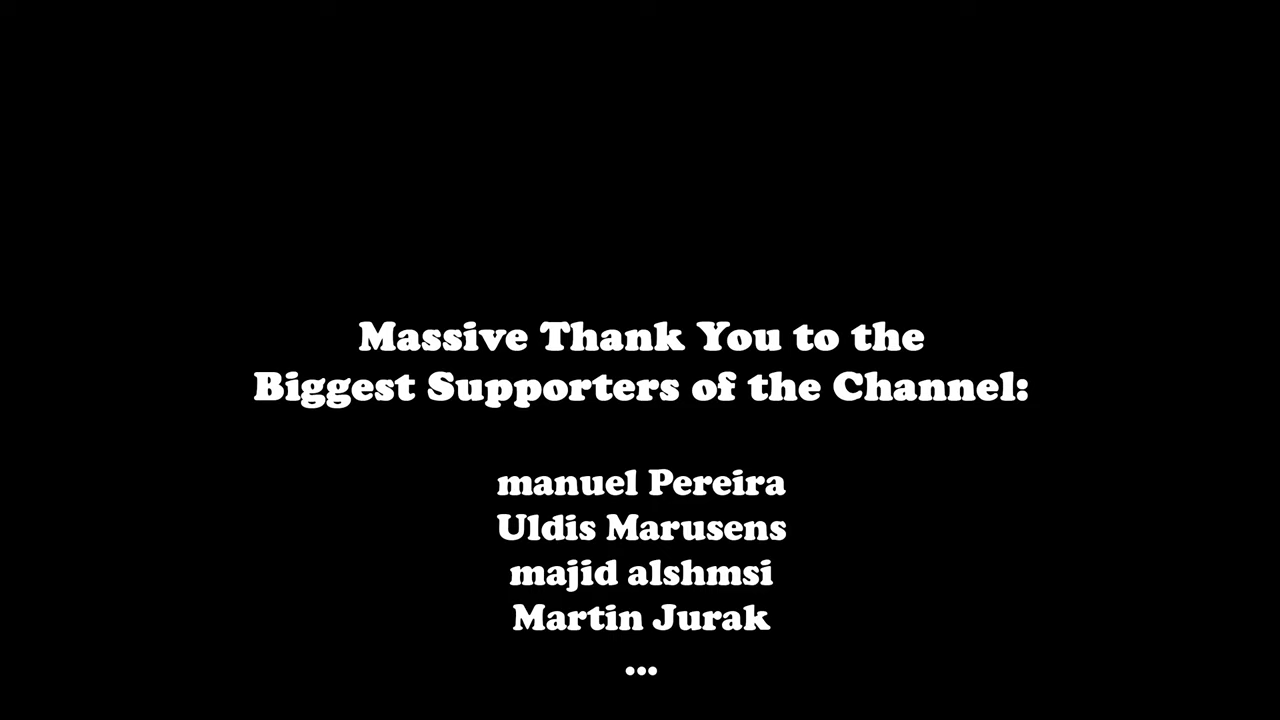 Massive Thank You to the
Biggest Supporters of the Channel:
manuel Pereira
Uldis Marusens
majid alshmsi
Martin Jurak
...